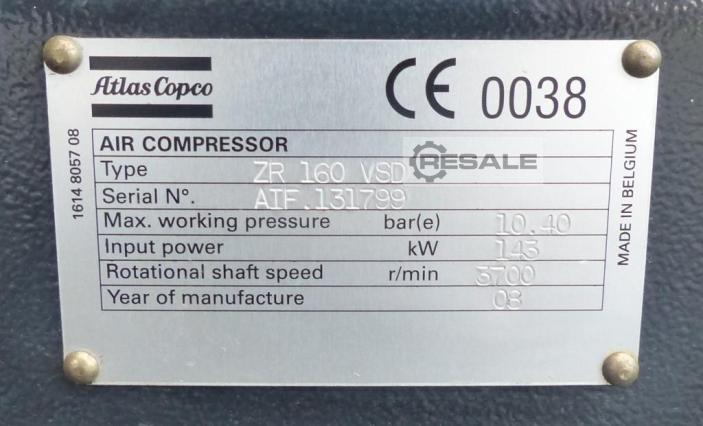 Atlas Copco
CE 0038
AIR COMPRESSOR
Type ZR 160 VSD
RESALE
Serial N°. AIF.131799
Max. working pressure bar(e) 10.40
Input power kW 143
Rotational shaft speed r/min 3700
Year of manufacture 08
1614 8057 08
MADE IN BELGIUM